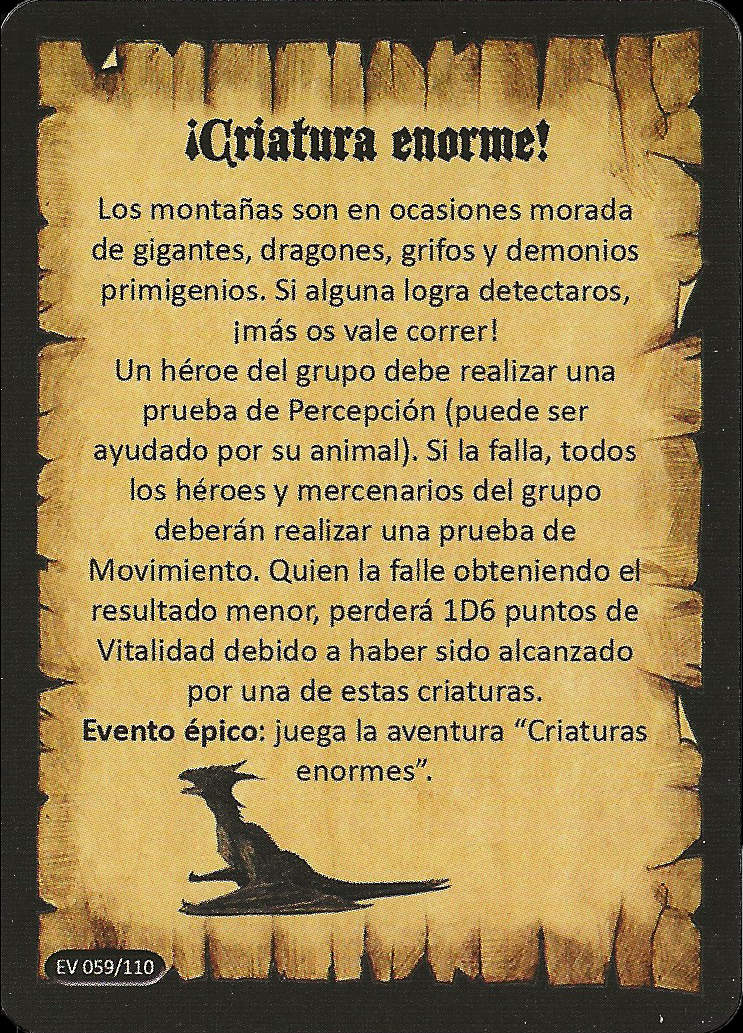 ¡Criatura enorme!
Los montañas son en ocasiones morada
de gigantes, dragones, grifos y demonios
primigenios. Si alguna logra detectaros,
¡más os vale correr!
Un héroe del grupo debe realizar una
prueba de Percepción (puede ser
ayudado por su animal). Si la falla, todos
los héroes y mercenarios del grupo
deberán realizar una prueba de
Movimiento. Quien la falle obteniendo el
resultado menor, perderá 1D6 puntos de
Vitalidad debido a haber sido alcanzado
por una de estas criaturas.
Evento épico: juega la aventura “Criaturas
enormes”.
EV 059/110